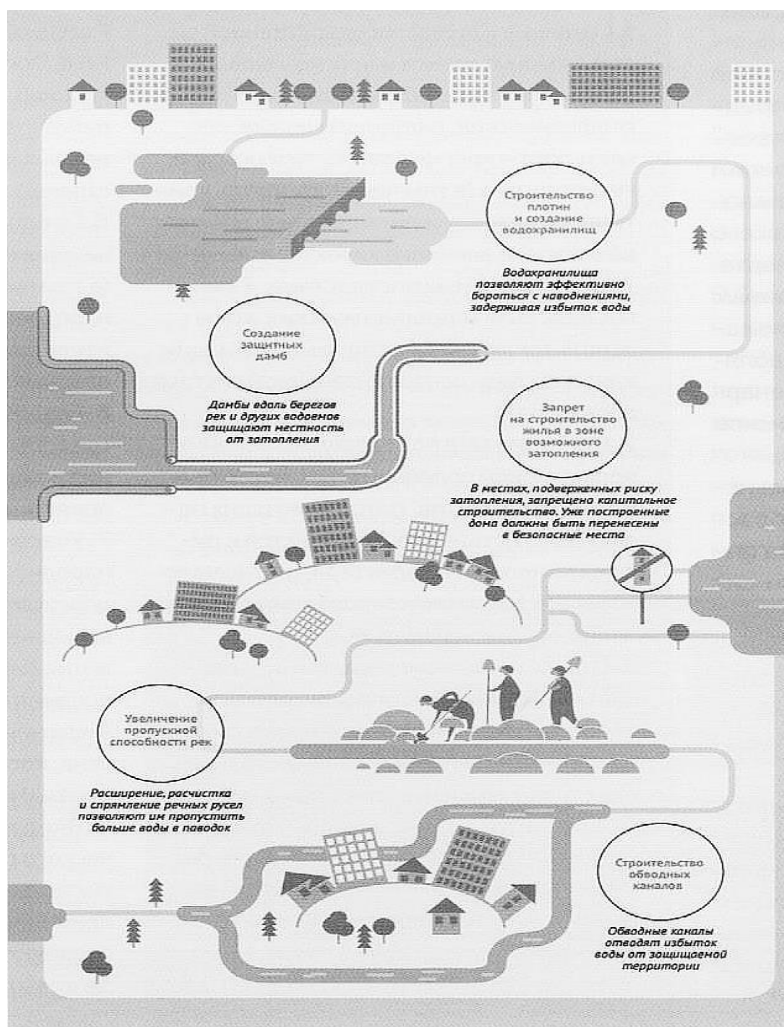 Строительство
плотин
и создание
водохранилищ
Водохранилища
позволяют эффективно
бороться с наводнениями,
задерживая избыток воды
Создание
защитных
дамб
Дамбы вдоль берегов
рек и других водоемов
защищают местность
от затопления
Запрет
на строительство
жилья в зоне
возможного
затопления
В местах, подверженных риску
затопления, запрещено капитальное
строительство. Уже построенные
дома должны быть перенесены
в безопасные места
Увеличение
пропускной
способности рек
Расширение, расчистка
и спрямление речных русел
позволяют им пропустить
больше воды в паводок
Строительство
обводных
каналов
Обводные каналы
отводят избыток
воды от защищаемой
территории